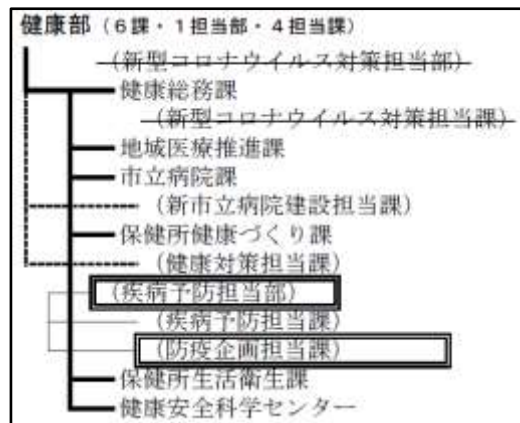 健康部（6課・1担当部・4担当課）
（新型コロナウイルス対策担当部）
健康総務課
（新型コロナウイルス対策担当課）
地域医療推進課
市立病院課
（新市立病院建設担当課）
保健所健康づくり課
（健康対策担当課）
（疾病予防担当部）
（疾病予防担当課）
（防疫企画担当課）
保健所生活衛生課
健康安全科学センター